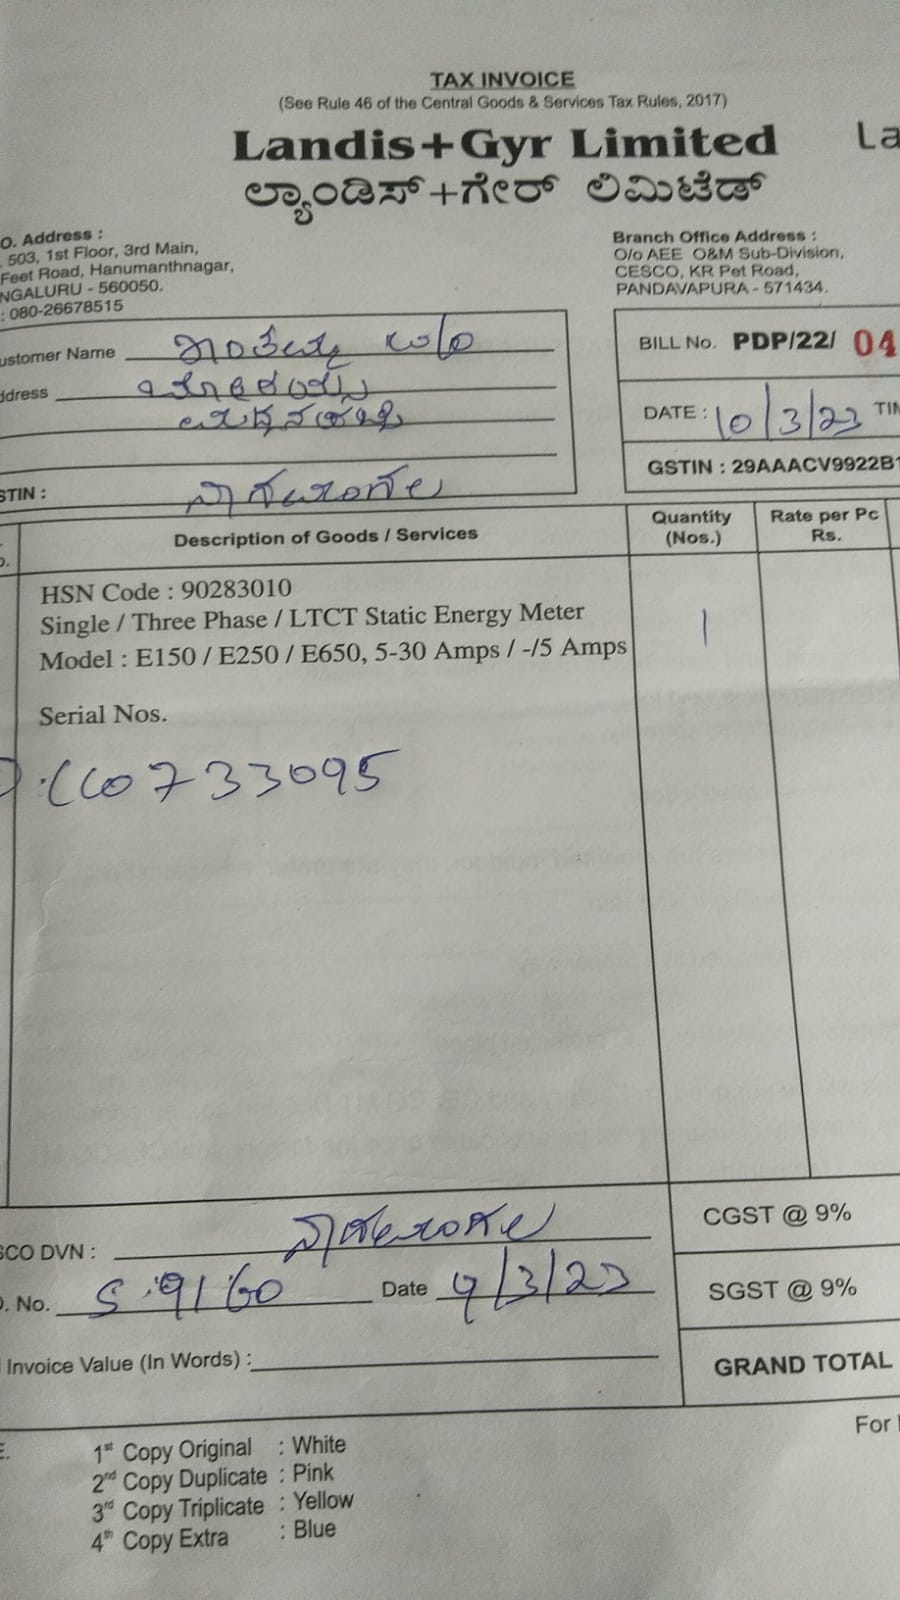 TAX INVOICE
(See Rule 46 of the Central Goods & Services Tax Rules, 2017)
Landis+Gyr Limited La
ಲ್ಯಾಂಡಿಸ್+ಗೇರ್ ಲಿಮಿಟೆಡ್
O. Address :
503, 1st Floor, 3rd Main,
Feet Road, Hanumanthnagar,
NGALURU - 560050.
: 080-26678515
Branch Office Address :
O/o AEE O&M Sub-Division,
CESCO, KR Pet Road,
PANDAVAPURA - 571434.
ustomer Name
ddress
STIN :
BILL No. PDP/22/ 04
DATE : 10/3/23 TIN
GSTIN : 29AAACV9922B1
Description of Goods / Services
Quantity (Nos.)
Rate per Pc Rs.
HSN Code : 90283010
Single / Three Phase / LTCT Static Energy Meter
Model : E150 / E250 / E650, 5-30 Amps / -/5 Amps
1
Serial Nos.
733095
SCO DVN :
CGST @ 9%
O. No. Date 9/3/23
SGST @ 9%
Invoice Value (In Words) :
GRAND TOTAL
For
E.
1st Copy Original : White
2nd Copy Duplicate : Pink
3rd Copy Triplicate : Yellow
4th Copy Extra : Blue